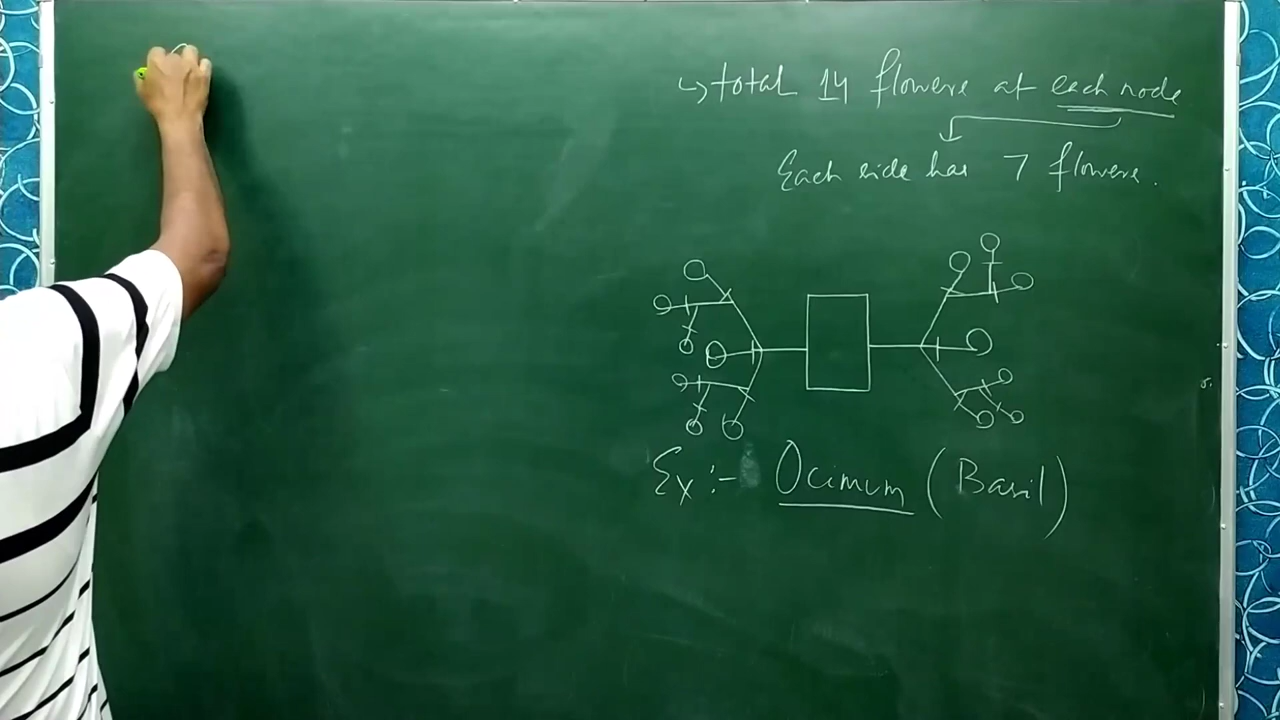 ↳ total 14 flowers at each node
Each side has 7 flowers.
Ex :- Ocimum (Basil)